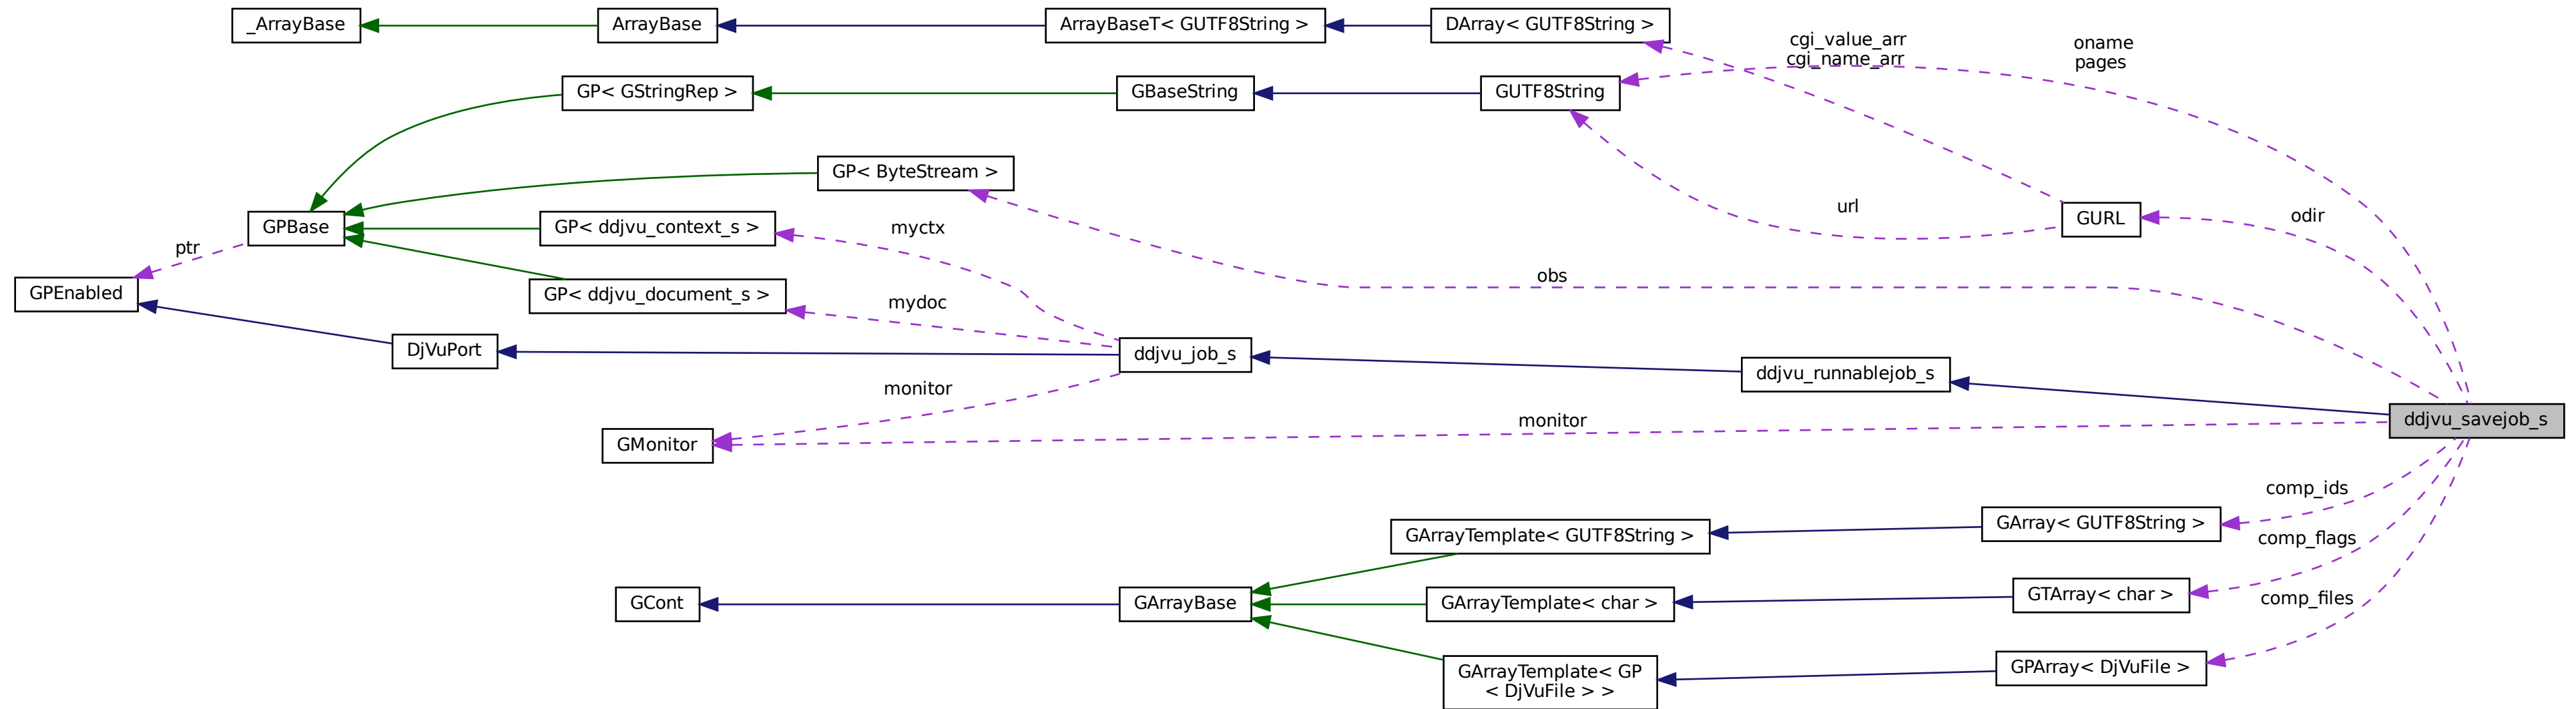 _ArrayBase
ArrayBase
ArrayBaseT< GUTF8String >
DArray< GUTF8String >
cgi_value_arr
cgi_name_arr
oname
pages
GP< GStringRep >
GBaseString
GUTF8String
GP< ByteStream >
GPBase
GP< ddjvu_context_s >
myctx
url
GURL
odir
ptr
GPEnabled
GP< ddjvu_document_s >
mydoc
obs
DjVuPort
ddjvu_job_s
ddjvu_runnablejob_s
monitor
GMonitor
monitor
ddjvu_savejob_s
comp_ids
GArrayTemplate< GUTF8String >
GArray< GUTF8String >
comp_flags
GCont
GArrayBase
GArrayTemplate< char >
GTArray< char >
comp_files
GArrayTemplate< GP
< DjVuFile > >
GPArray< DjVuFile >